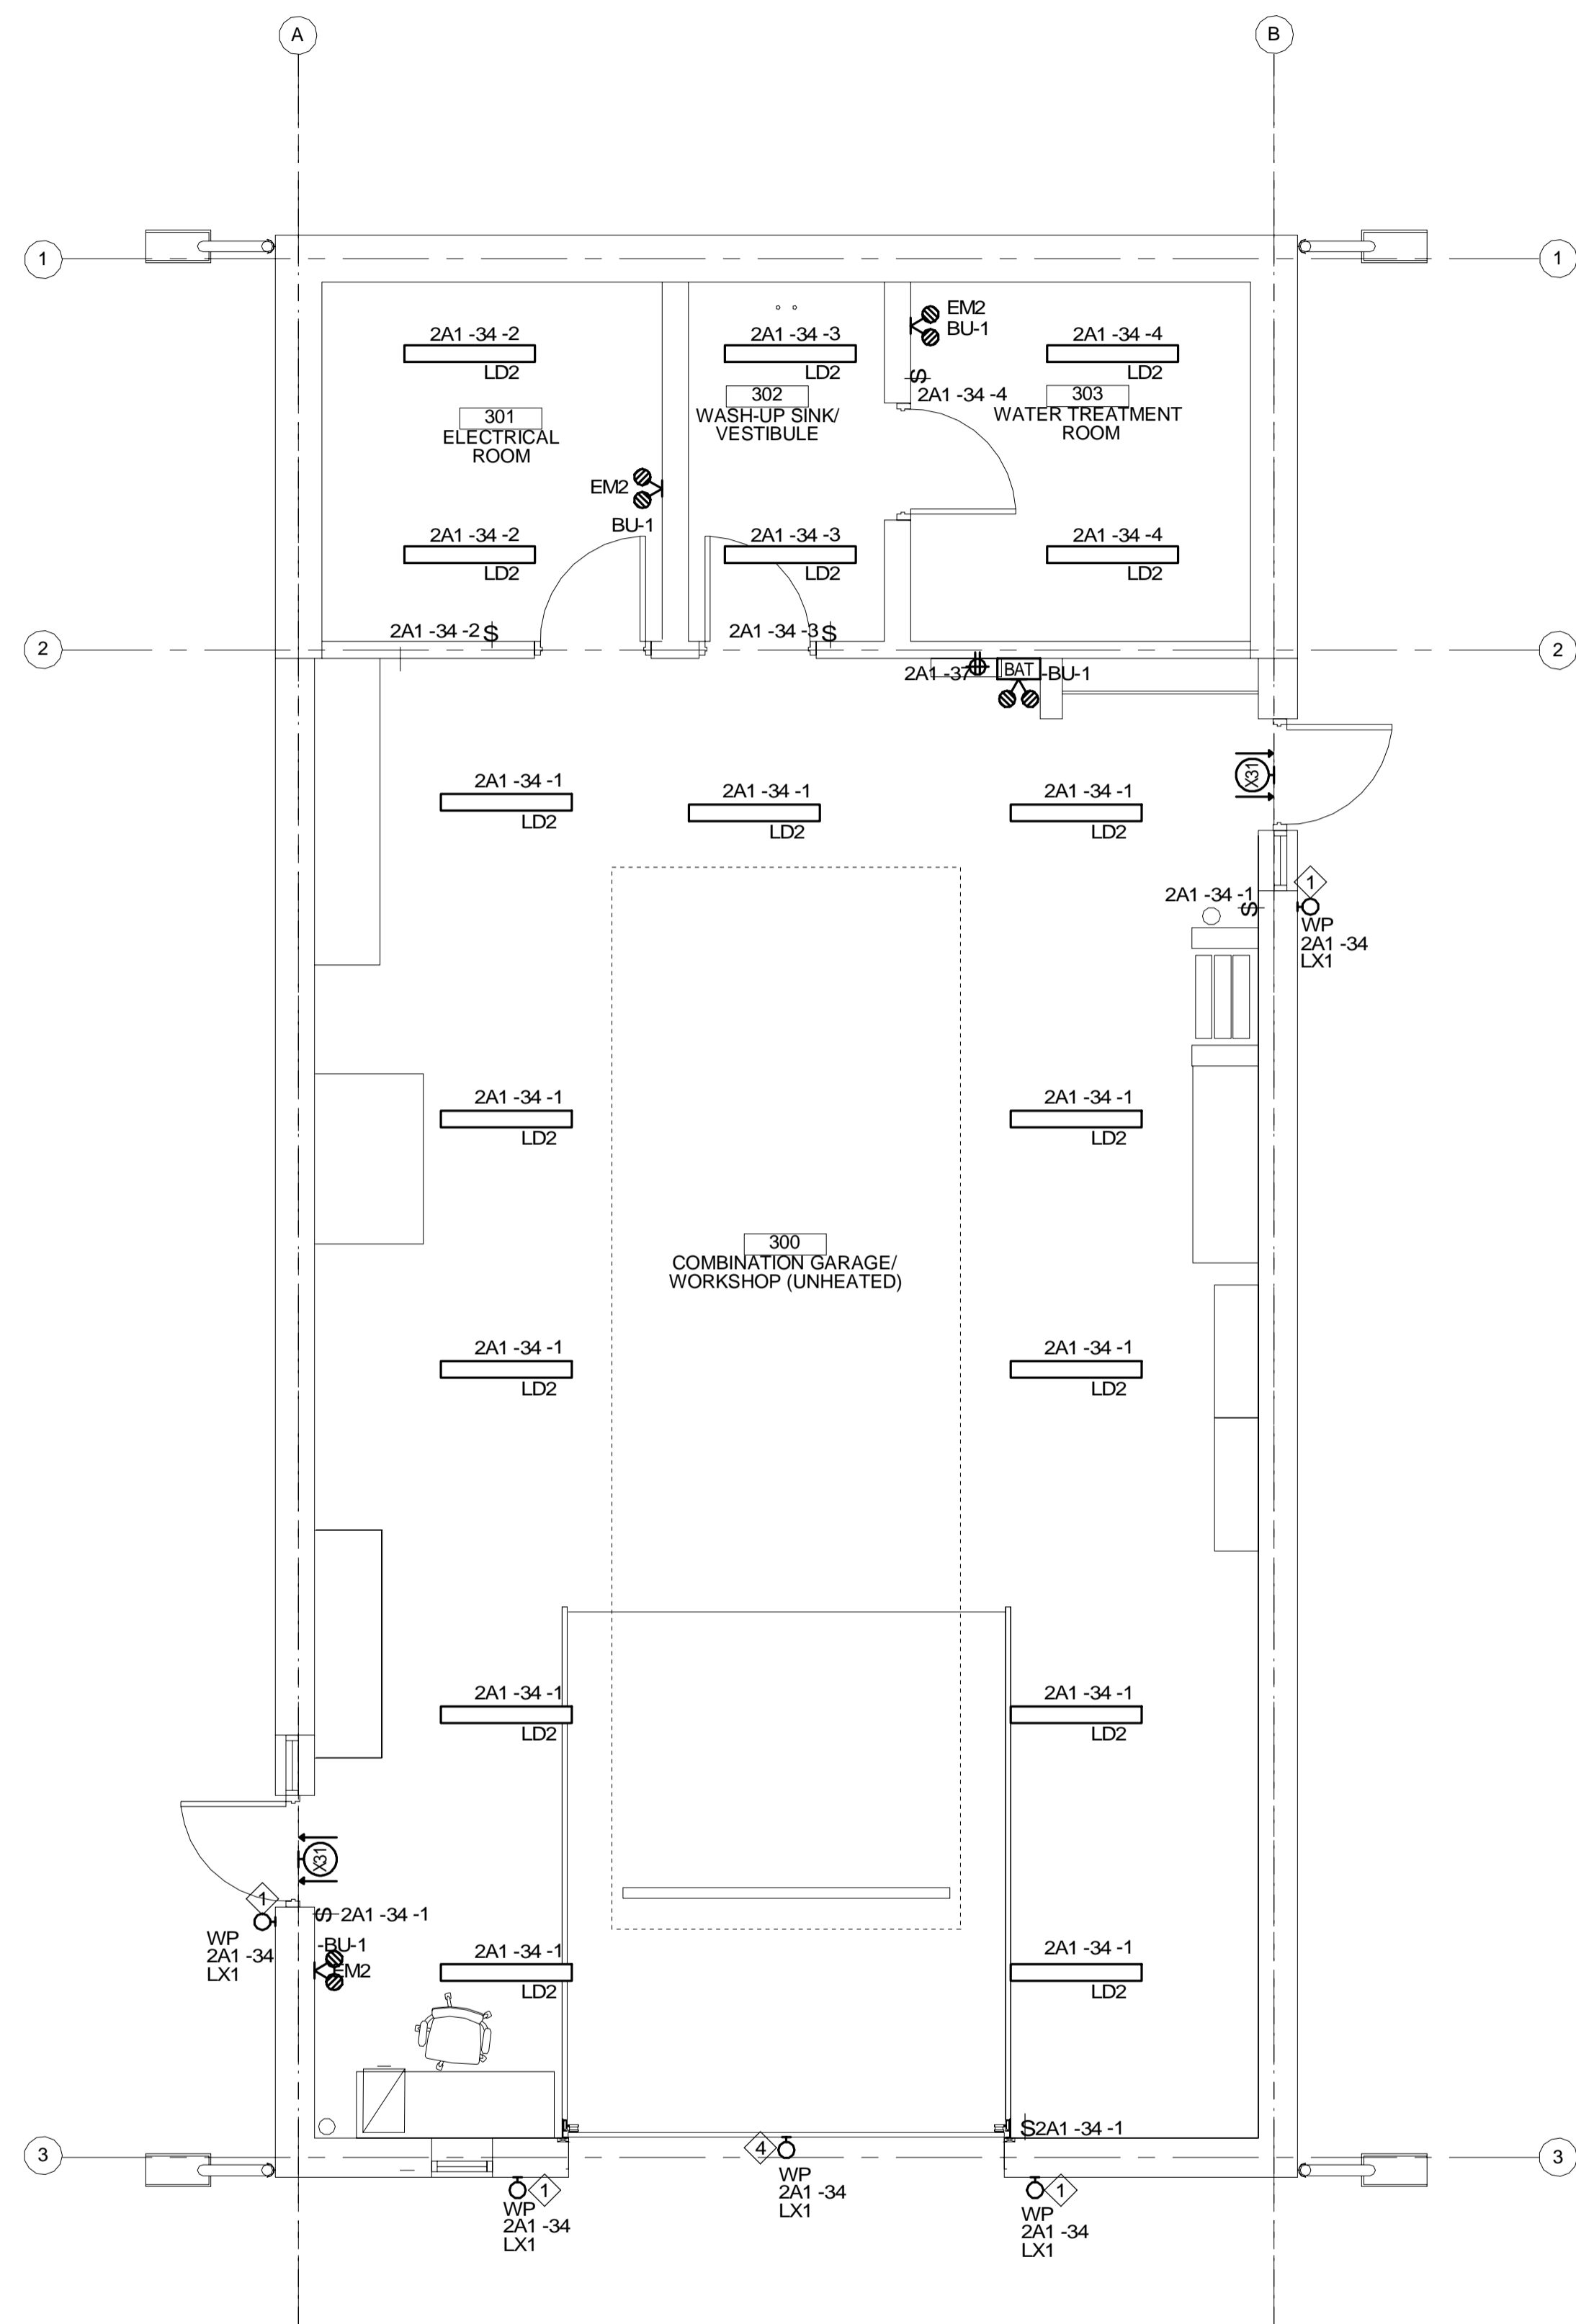 A
B
1
1
EM2
BU-1
2A1 -34 -2
LD2
2A1 -34 -3
LD2
2A1 -34 -4
LD2
S
2A1 -34 -4
302
WASH-UP SINK/
VESTIBULE
303
WATER TREATMENT
ROOM
301
ELECTRICAL
ROOM
EM2
BU-1
2A1 -34 -2
LD2
2A1 -34 -3
LD2
2A1 -34 -4
LD2
2A1 -34 -2 S
2A1 -34 -3 S
2
2
2A1 -37
BAT
-BU-1
X31
2A1 -34 -1
LD2
2A1 -34 -1
LD2
2A1 -34 -1
LD2
2A1 -34 -1
S
1
WP
2A1 -34
LX1
2A1 -34 -1
LD2
2A1 -34 -1
LD2
300
COMBINATION GARAGE/
WORKSHOP (UNHEATED)
2A1 -34 -1
LD2
2A1 -34 -1
LD2
2A1 -34 -1
LD2
2A1 -34 -1
LD2
X31
1
S 2A1 -34 -1
WP
2A1 -34
LX1
-BU-1
EM2
2A1 -34 -1
LD2
2A1 -34 -1
LD2
S 2A1 -34 -1
3
3
4
WP
2A1 -34
LX1
1
WP
2A1 -34
LX1
1
WP
2A1 -34
LX1